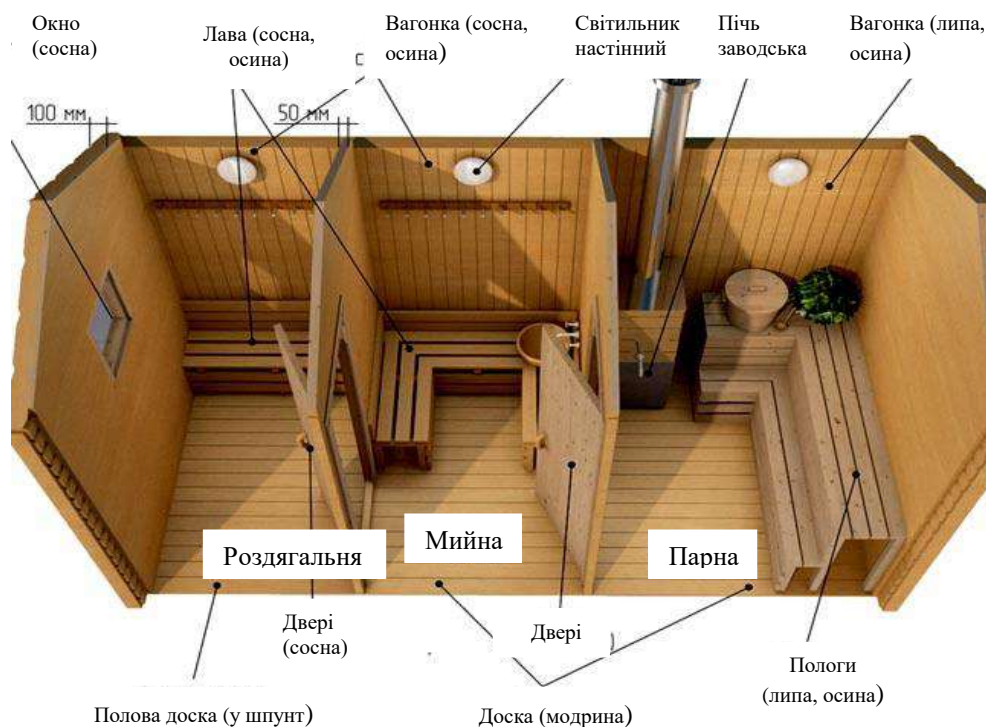 Окно
(сосна)
Лава (сосна,
осина)
Вагонка (сосна,
осина)
Світильник
настінний
Пічь
заводська
Вагонка (липа,
осина)
100 мм
50 мм
Роздягальня
Мийна
Парна
Двері
(сосна)
Двері
Пологи
(липа, осина)
Полова доска (у шпунт)
Доска (модрина)